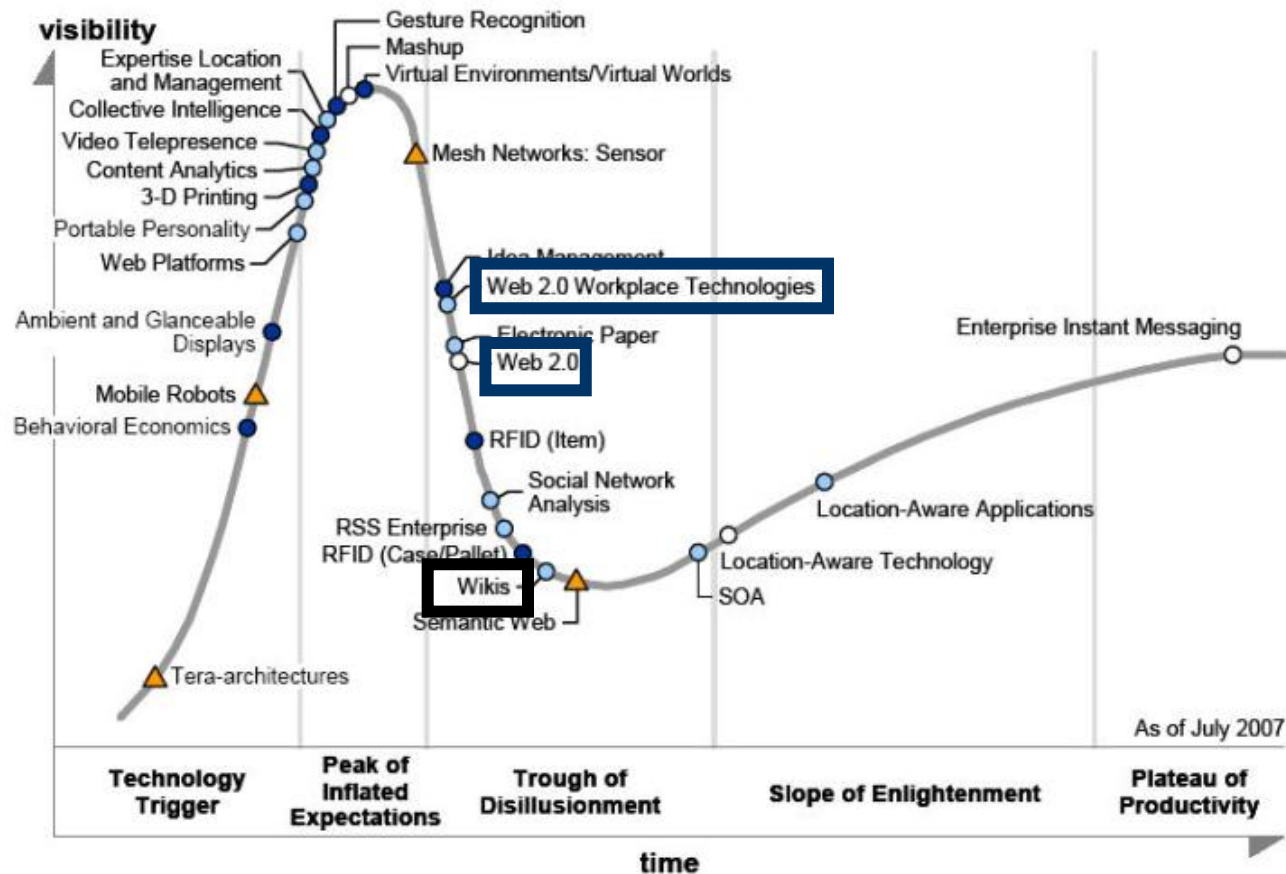 visibility
Gesture Recognition
Mashup
Virtual Environments/Virtual Worlds
Expertise Location
and Management
Collective Intelligence
Video Telepresence
Content Analytics
3-D Printing
Portable Personality
Web Platforms
Ambient and Glanceable
Displays
Mobile Robots
Behavioral Economics
Tera-architectures
Mesh Networks: Sensor
Idea Management
Web 2.0 Workplace Technologies
Electronic Paper
Web 2.0
RFID (Item)
Social Network
Analysis
RSS Enterprise
RFID (Case/Pallet)
Wikis
Semantic Web
Enterprise Instant Messaging
Location-Aware Applications
Location-Aware Technology
SOA
As of July 2007
Technology
Trigger
Peak of
Inflated
Expectations
Trough of
Disillusionment
Slope of Enlightenment
Plateau of
Productivity
time